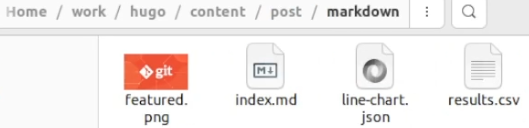 Home / work / hugo / content / post / markdown
git
featured.
png
index.md
line-chart.
json
results.csv